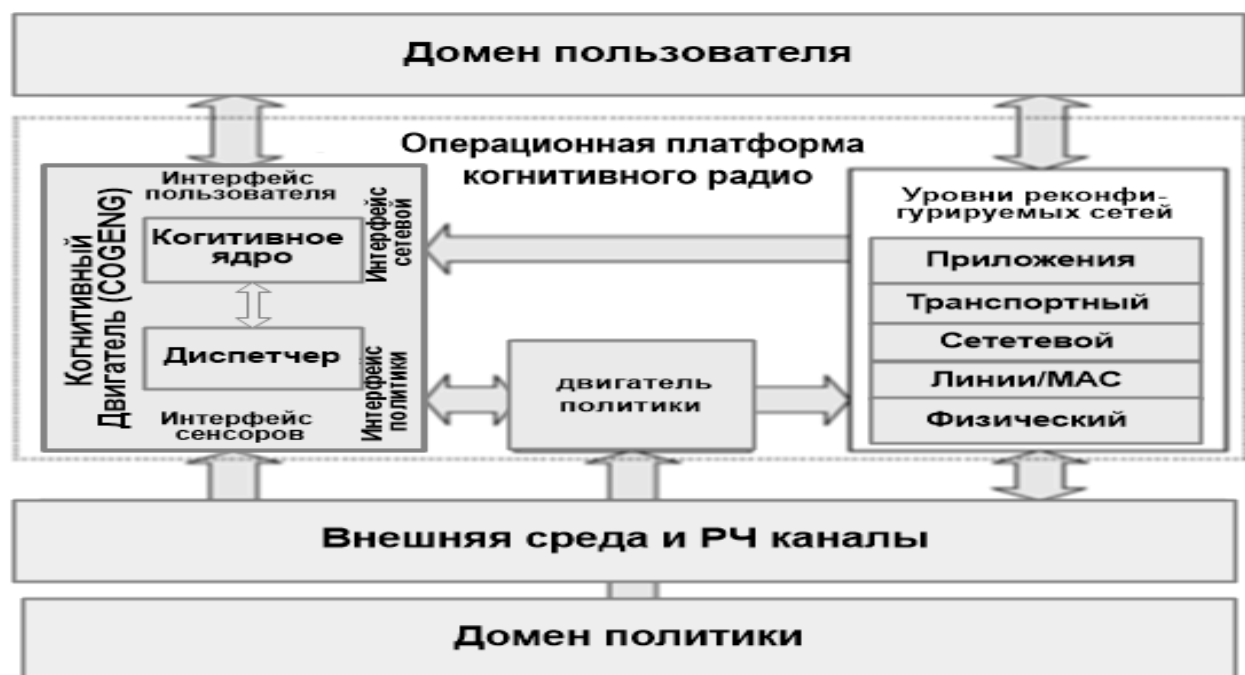 Домен пользователя
Операционная платформа
когнитивного радио
Когнитивный
Двигатель (COGENG)
Интерфейс
пользователя
Когитивное
ядро
Интерфейс
сетевой
Диспетчер
Интерфейс
политики
Интерфейс
сенсоров
двигатель
политики
Уровни реконфи-
гурируемых сетей
Приложения
Транспортный
Сететевой
Линии/MAC
Физический
Внешняя среда и РЧ каналы
Домен политики